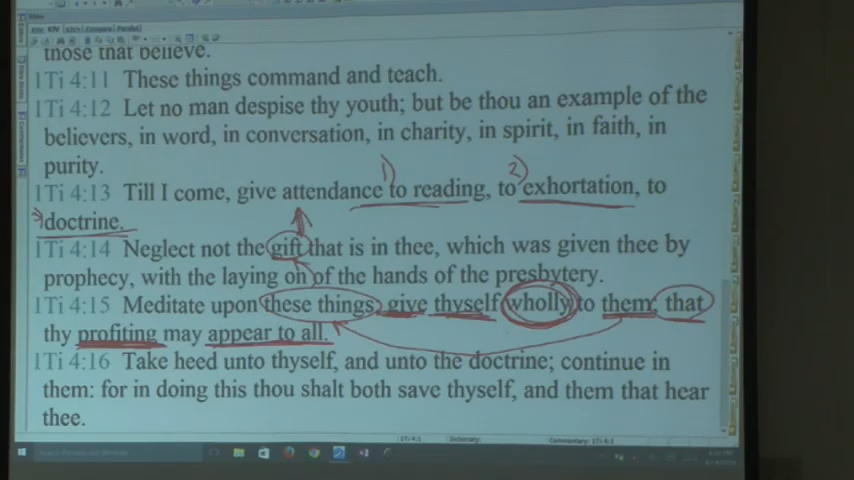 those that believe.
1Ti 4:11 These things command and teach.
1Ti 4:12 Let no man despise thy youth; but be thou an example of the
believers, in word, in conversation, in charity, in spirit, in faith, in
purity.
1) 2)
1Ti 4:13 Till I come, give attendance to reading, to exhortation, to
3) doctrine.
1Ti 4:14 Neglect not the gift that is in thee, which was given thee by
prophecy, with the laying on of the hands of the presbytery.
1Ti 4:15 Meditate upon these things; give thyself wholly to them; that
thy profiting may appear to all.
1Ti 4:16 Take heed unto thyself, and unto the doctrine; continue in
them: for in doing this thou shalt both save thyself, and them that hear
thee.